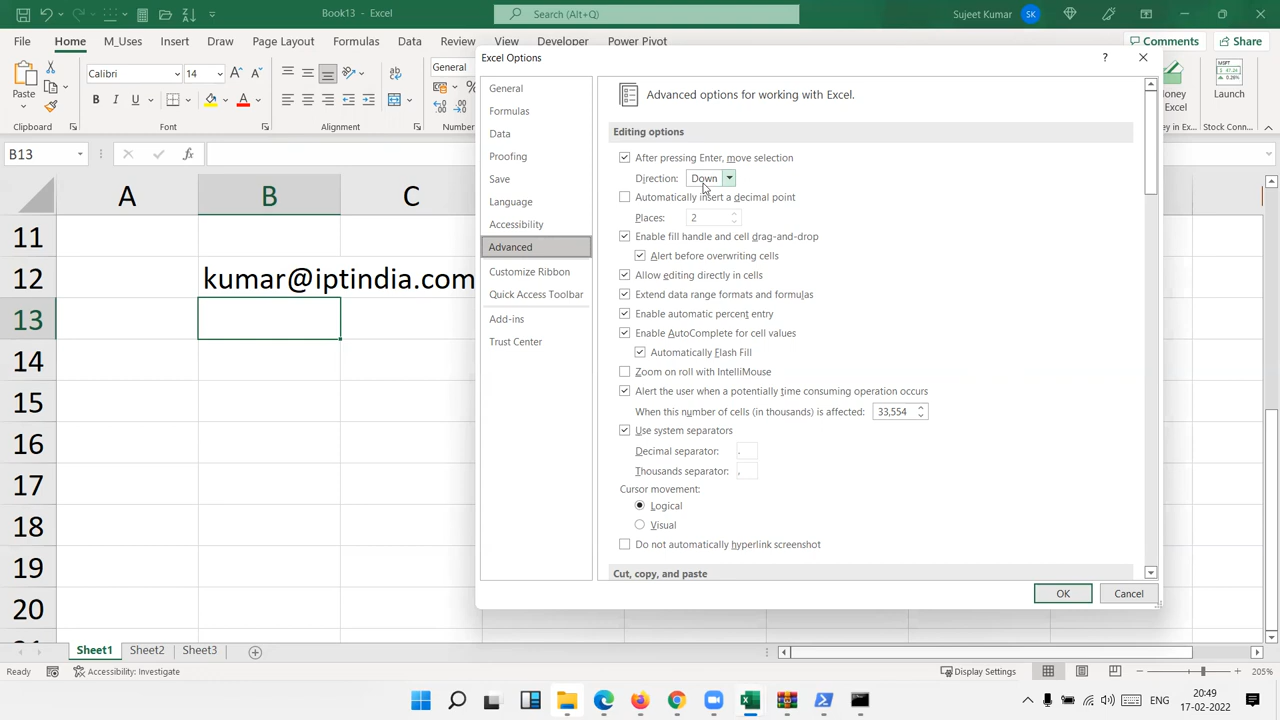 Book13 - Excel
Search (Alt+Q)
Sujeet Kumar
SK
File
Home
M_Uses
Insert
Draw
Page Layout
Formulas
Data
Review
View
Developer
Power Pivot
Comments
Share
Paste
Clipboard
Calibri
14
B
I
U
Font
ab
Alignment
General
Number
Money
Excel
Money in Exc...
Launch
Stock Conn...
B13
fx
A
B
C
11
12
kumar@iptindia.com
13
14
15
16
17
18
19
20
Excel Options
?
General
Formulas
Data
Proofing
Save
Language
Accessibility
Advanced
Customize Ribbon
Quick Access Toolbar
Add-ins
Trust Center
Advanced options for working with Excel.
Editing options
After pressing Enter, move selection
Direction: Down
Automatically insert a decimal point
Places: 2
Enable fill handle and cell drag-and-drop
Alert before overwriting cells
Allow editing directly in cells
Extend data range formats and formulas
Enable automatic percent entry
Enable AutoComplete for cell values
Automatically Flash Fill
Zoom on roll with IntelliMouse
Alert the user when a potentially time consuming operation occurs
When this number of cells (in thousands) is affected: 33,554
Use system separators
Decimal separator: .
Thousands separator: ,
Cursor movement:
Logical
Visual
Do not automatically hyperlink screenshot
Cut, copy, and paste
OK
Cancel
Sheet1
Sheet2
Sheet3
Ready
Accessibility: Investigate
Display Settings
205%
ENG
20:49
17-02-2022